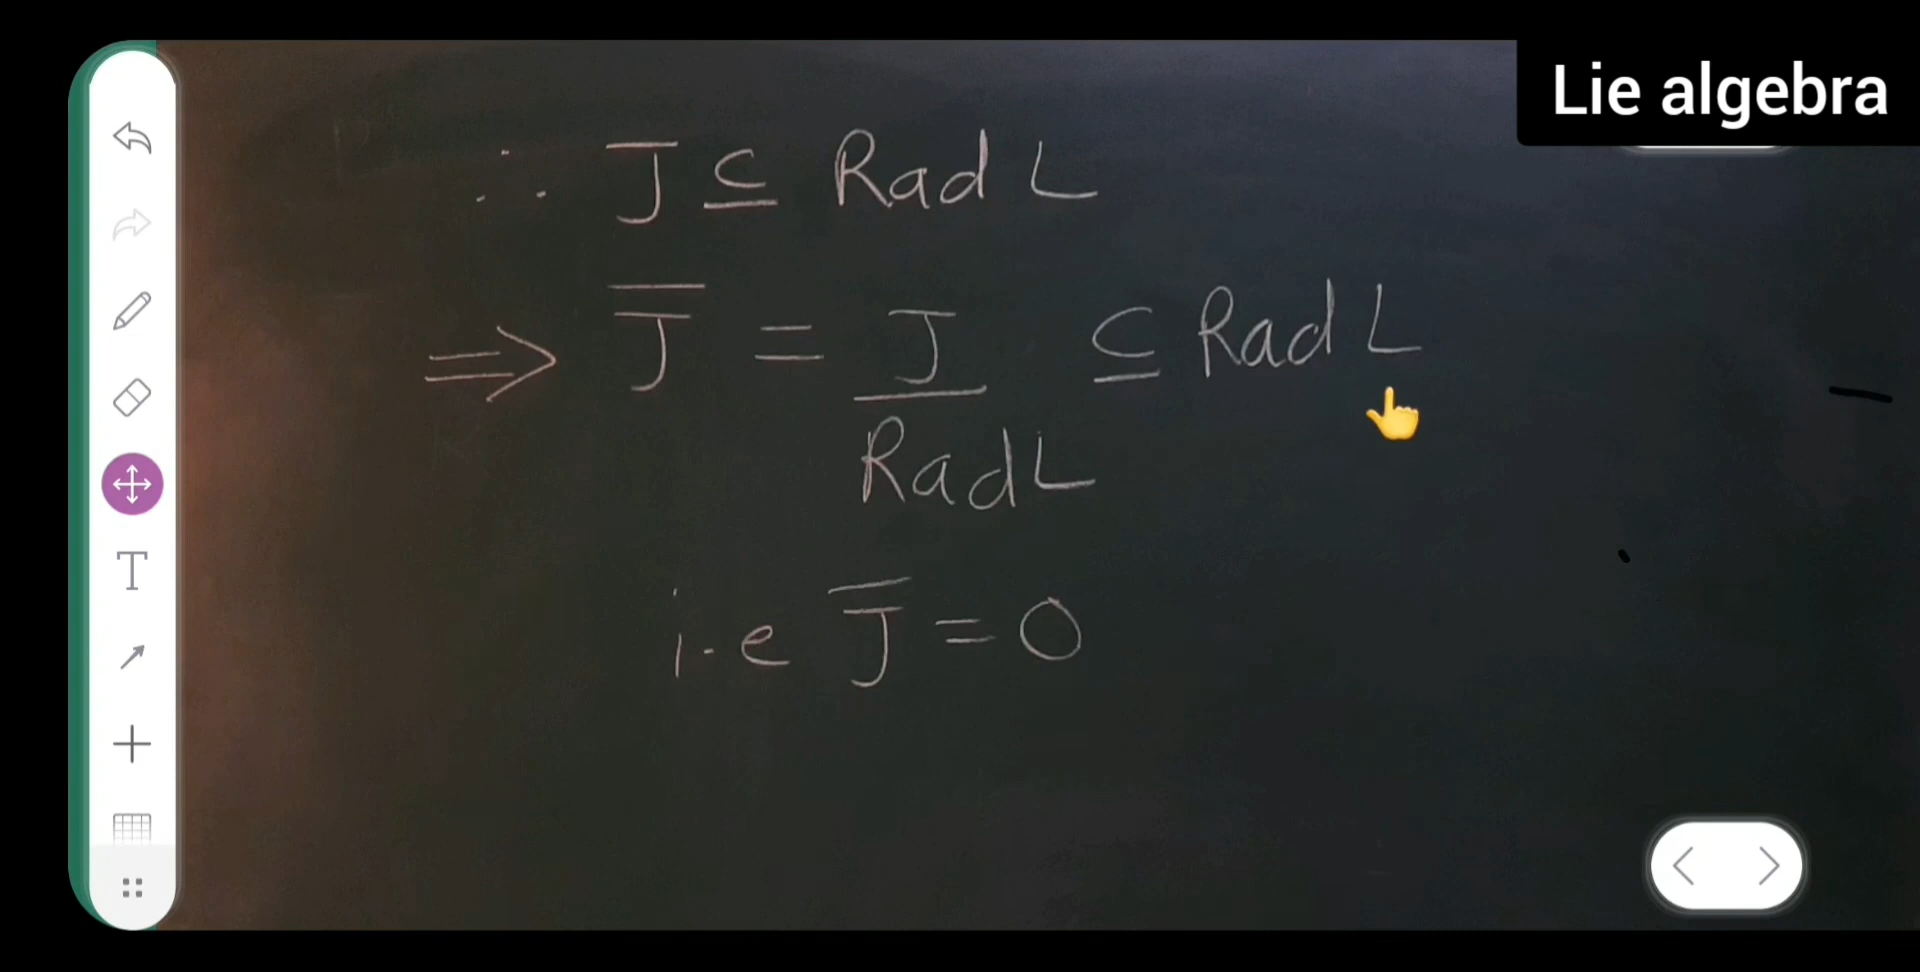 Lie algebra
∴ J ⊆ Rad L
⇒ J̅ = J / Rad L ⊆ Rad L
i.e J̅ = 0